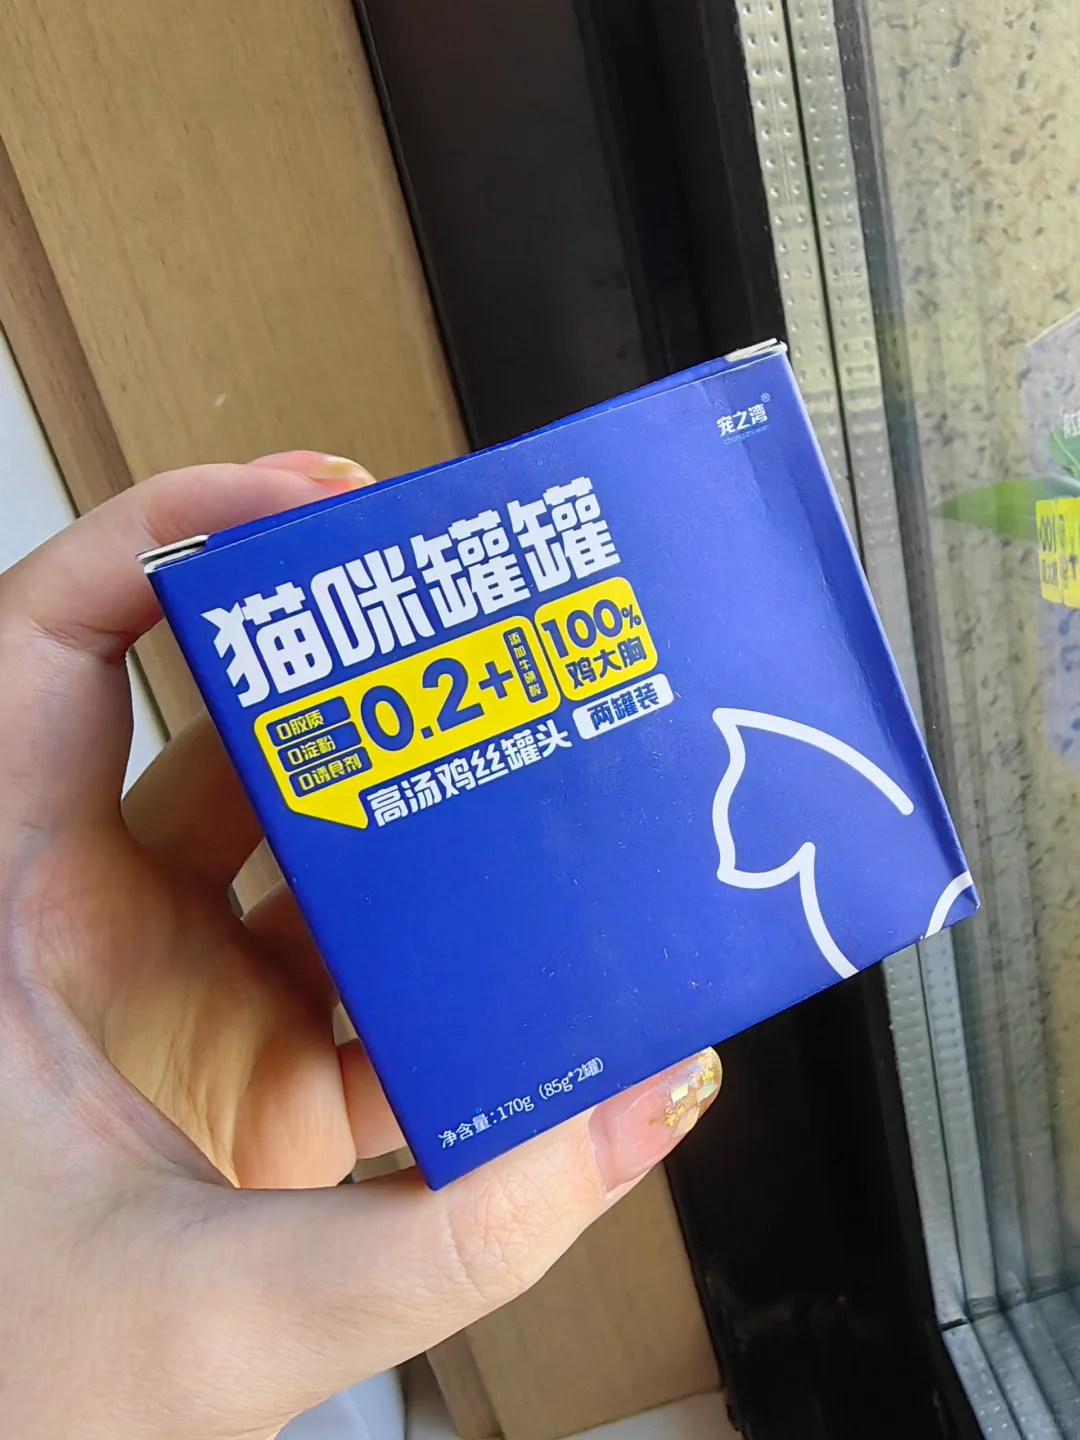 宠之湾®
chongzhiwan
猫咪罐罐
0胶质
0淀粉
0诱食剂
0.2+
添加牛磺酸
100%
鸡大胸
高汤鸡丝罐头
两罐装
净含量:170g（85g*2罐）